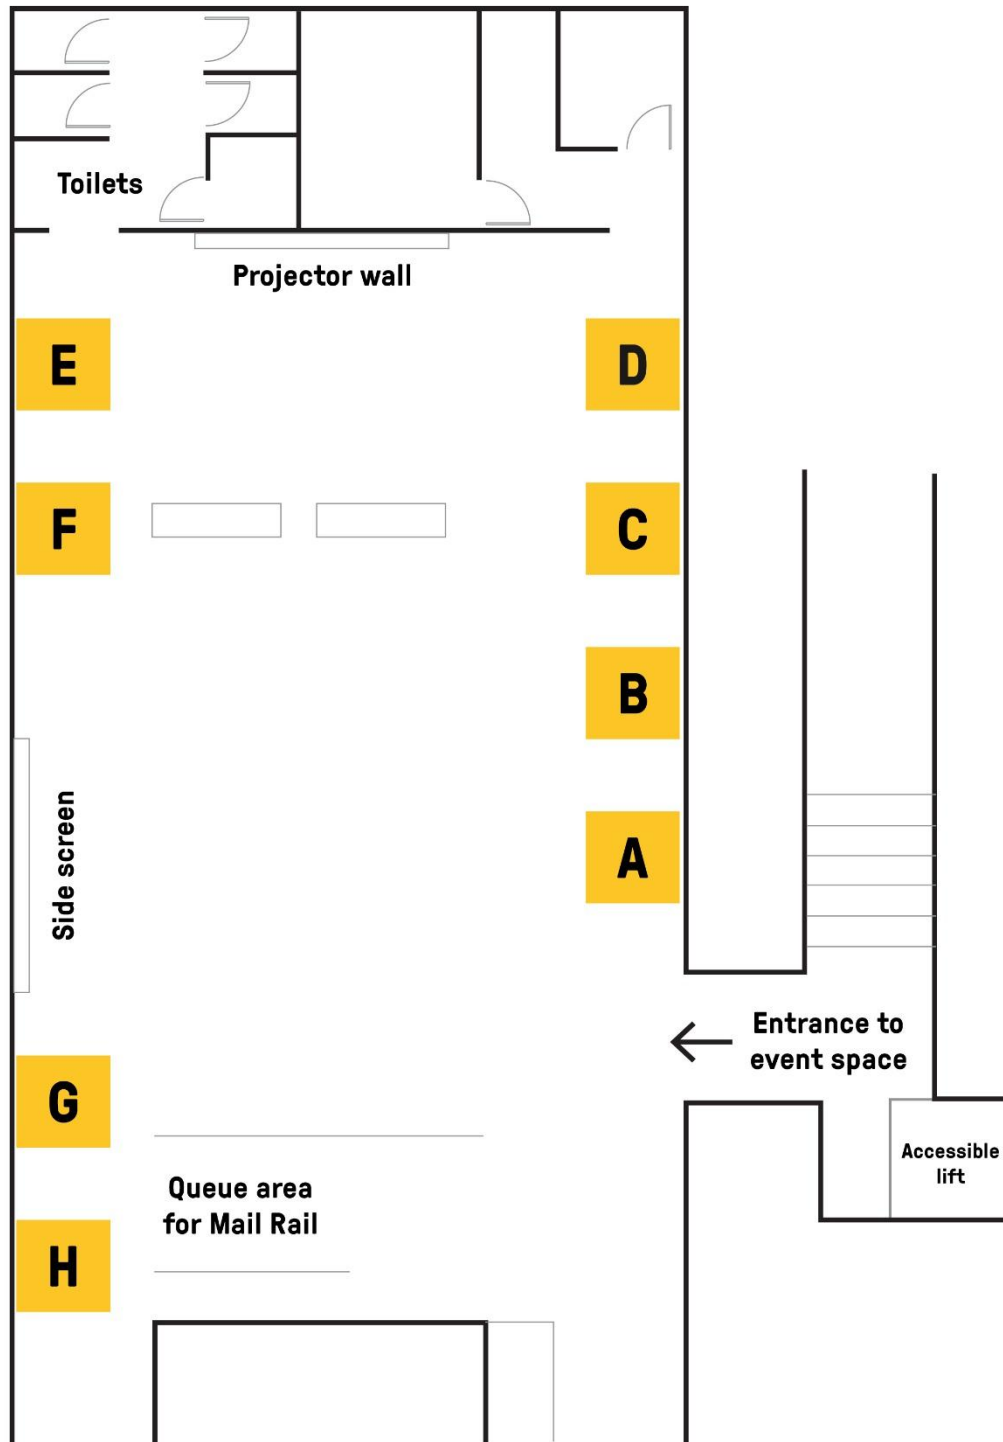 Toilets
Projector wall
E
D
F
C
B
A
Side screen
Entrance to
event space
G
Accessible
lift
Queue area
for Mail Rail
H